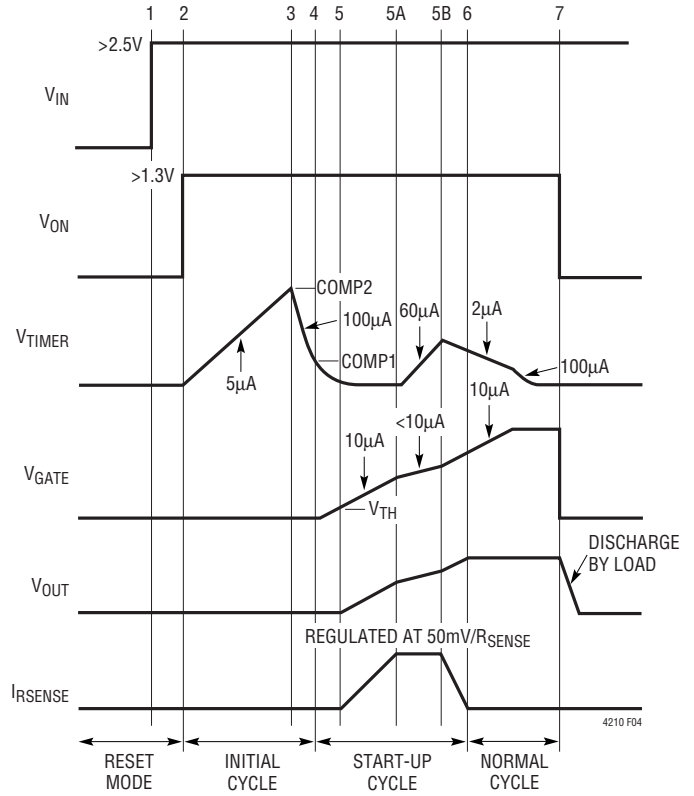 1 2 3 4 5 5A 5B 6 7
>2.5V
VIN
>1.3V
VON
COMP2
100µA
60µA
2µA
VTIMER
COMP1
100µA
5µA
10µA
<10µA
10µA
VGATE
VTH
DISCHARGE
BY LOAD
VOUT
REGULATED AT 50mV/RSENSE
IRSENSE
4210 F04
RESET
MODE
INITIAL
CYCLE
START-UP
CYCLE
NORMAL
CYCLE